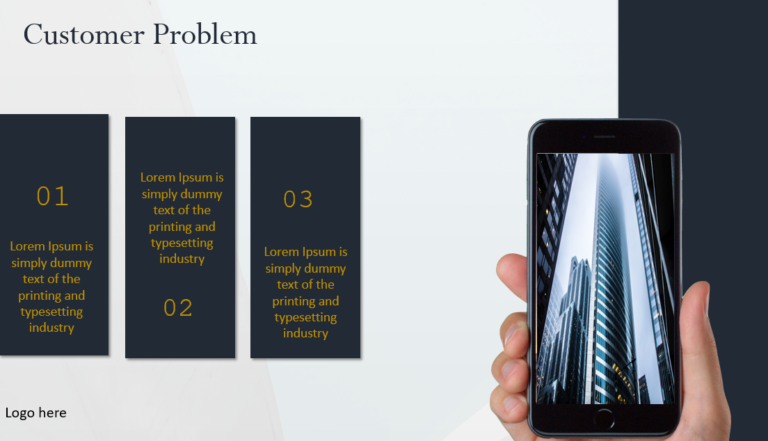 Customer Problem
01
Lorem Ipsum is
simply dummy
text of the
printing and
typesetting
industry
Lorem Ipsum is
simply dummy
text of the
printing and
typesetting
industry
02
03
Lorem Ipsum is
simply dummy
text of the
printing and
typesetting
industry
Logo here